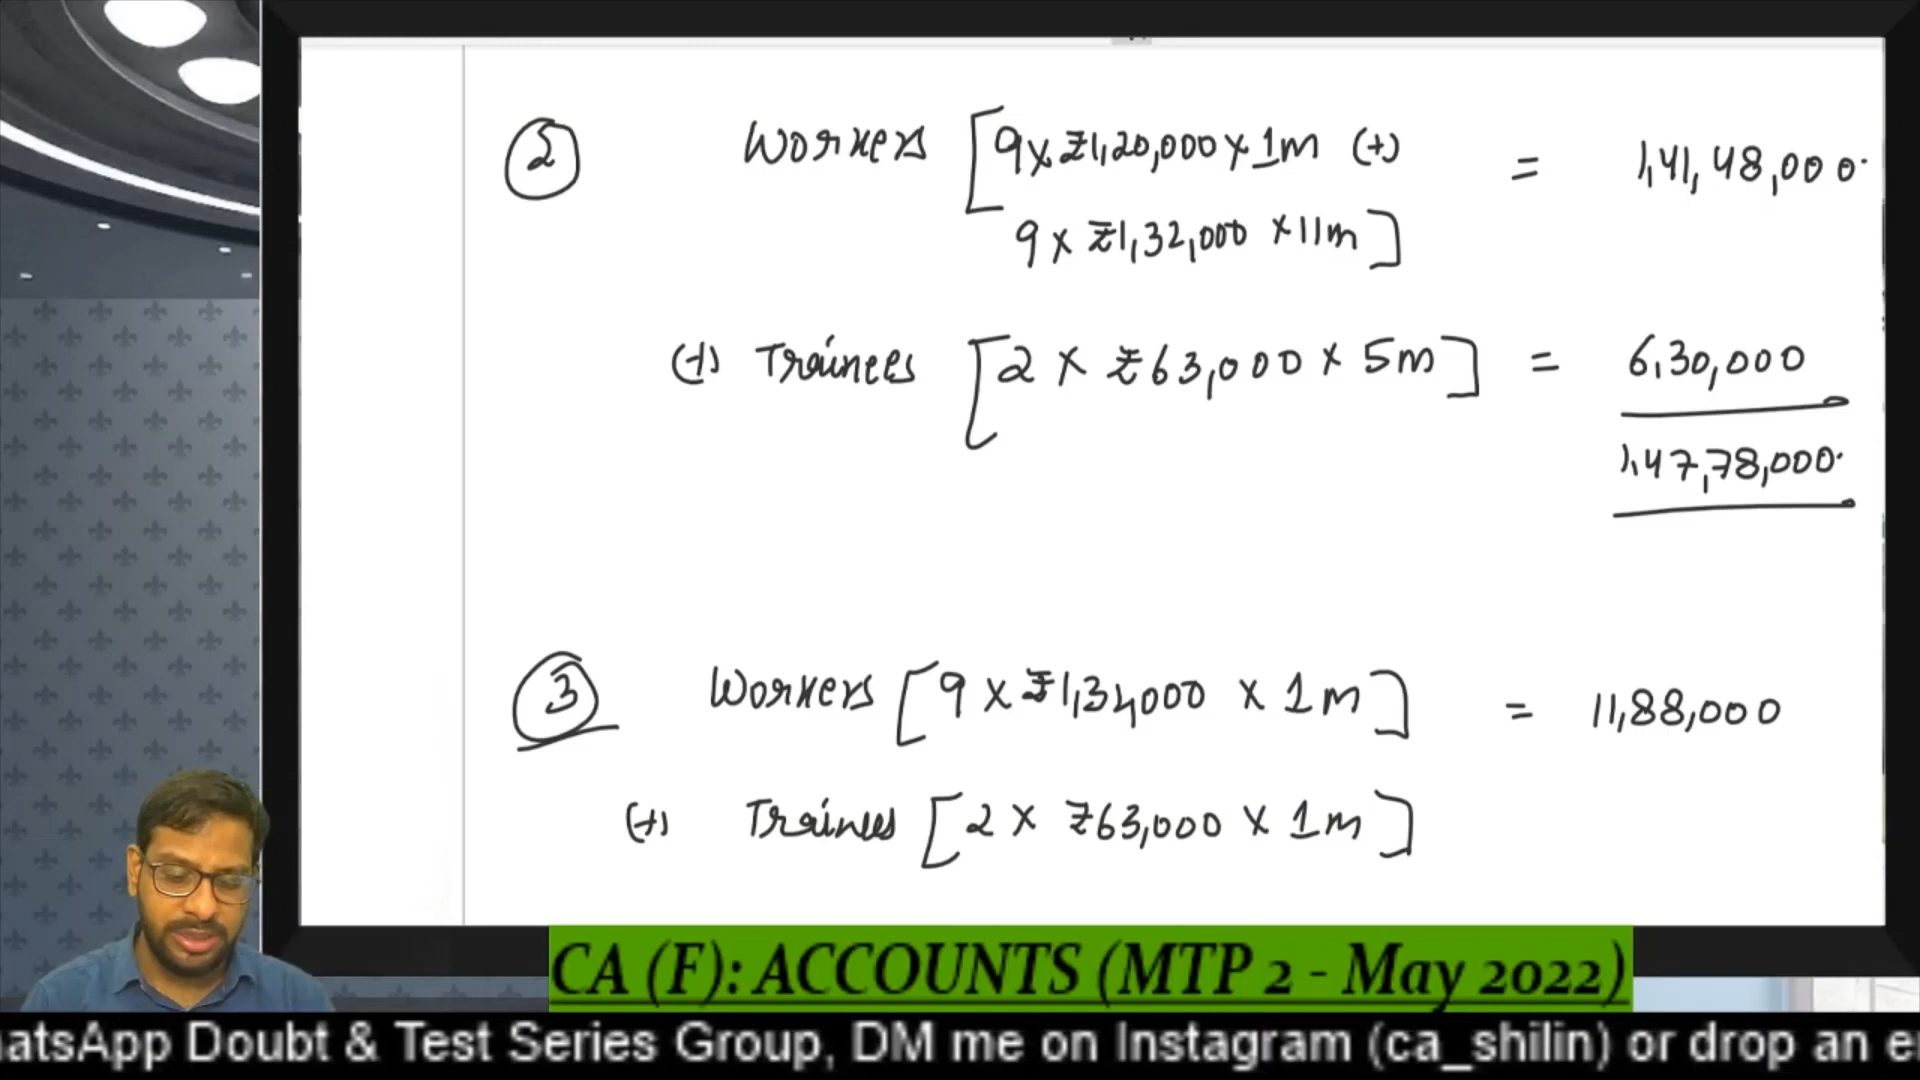 2 Workers [9 x ₹1,20,000 x 1m (+) = 1,41,48,000
9 x ₹1,32,000 x 11m]
(+) Trainees [2 x ₹63,000 x 5m] = 6,30,000
1,47,78,000
3 Workers [9 x ₹1,32,000 x 1m] = 11,88,000
(+) Trainees [2 x ₹63,000 x 1m]
CA (F): ACCOUNTS (MTP 2 - May 2022)
hatsApp Doubt & Test Series Group, DM me on Instagram (ca_shilin) or drop an e